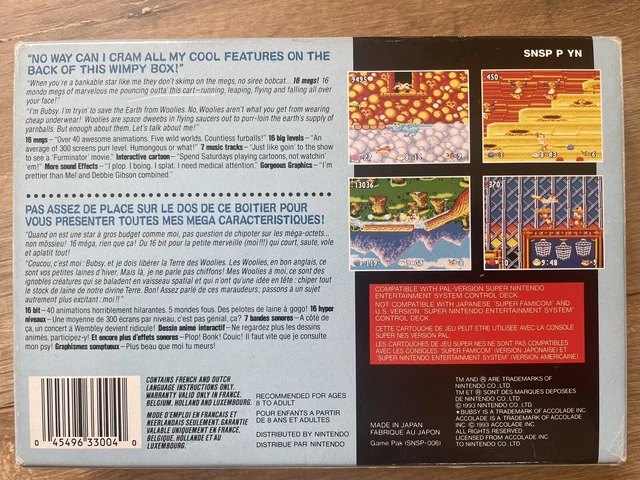 "NO WAY CAN I CRAM ALL MY COOL FEATURES ON THE
BACK OF THIS WIMPY BOX!"
"When you're a bankable star like me they don't skimp on the megs, no siree bobcat... 16 megs! 16
mondo megs of marvelous me pouncing outta' this cart–running, leaping, flying and falling all over
your face!"
"I'm Bubsy. I'm tryin' to save the Earth from Woolies. No, Woolies aren't what you get from wearing
cheap underwear! Woolies are space dweebs in flying saucers out to purr-loin the earth's supply of
yarnballs. But enough about them. Let's talk about me!"
16 megs – "Over 40 awesome animations. Five wild worlds. Countless furballs!" 16 big levels – "An
average of 300 screens purr level. Humongous or what!" 7 music tracks – "Just like goin' to the show
to see a 'Furminator' movie." Interactive cartoon – "Spend Saturdays playing cartoons, not watchin'
'em!" More sound Effects – "I plop. I boing. I splat. I need medical attention." Gorgeous Graphics – "I'm
prettier than Mel and Debbie Gibson combined."
PAS ASSEZ DE PLACE SUR LE DOS DE CE BOITIER POUR
VOUS PRESENTER TOUTES MES MEGA CARACTERISTIQUES!
"Quand on est une star à gros budget comme moi, pas question de chipoter sur les méga-octets...
non môssieu! 16 méga, rien que ça! Du 16 bit pour la petite merveille (moi!!!) qui court, saute, vole
et aplatit tout!
"Coucou, c'est moi: Bubsy, et je dois libérer la Terre des Woolies. Les Woolies, en bon anglais, ce
sont vos petites laines d'hiver. Mais là, je ne parle pas chiffons! Mes Woolies à moi, ce sont des
ignobles créatures qui se baladent en vaisseau spatial et qui n'ont qu'une idée en tête: chiper tout
le stock de laine de notre divine Terre. Bon! Assez parlé de ces maraudeurs; passons à un sujet
autrement plus excitant: moi!!"
16 bit – 40 animations horriblement hilarantes. 5 mondes fous. Des pelotes de laine à gogo! 16 hyper
niveaux – Une moyenne de 300 écrans par niveau, c'est pas génial, ça? 7 bandes sonores – A côté de
ça, un concert à Wembley devient ridicule! Dessin animé interactif – Ne regardez plus les dessins
animés, participez-y! Et encore plus d'effets sonores – Plop! Bonk! Couic! Il faut vite que je consulte
mon psy! Graphismes somptueux – Plus beau que moi tu meurs!
SNSP P YN
9495
27
450
3
8:43
6
13036
370
0
9:48
COMPATIBLE WITH PAL-VERSION SUPER NINTENDO
ENTERTAINMENT SYSTEM CONTROL DECK.
NOT COMPATIBLE WITH JAPANESE "SUPER FAMICOM" AND
U.S. VERSION "SUPER NINTENDO ENTERTAINMENT SYSTEM"
CONTROL DECK.
CETTE CARTOUCHE DE JEU PEUT ETRE UTILISEE AVEC LA CONSOLE
SUPER NES VERSION PAL.
LES CARTOUCHES DE JEU SUPER NES NE SONT PAS COMPATIBLES
AVEC LES CONSOLES "SUPER FAMICOM" (VERSION JAPONAISE) ET
"SUPER NINTENDO ENTERTAINMENT SYSTEM" (VERSION AMERICAINE)
0 45496 33004 0
CONTAINS FRENCH AND DUTCH
LANGUAGE INSTRUCTIONS ONLY.
WARRANTY VALID ONLY IN FRANCE,
BELGIUM, HOLLAND AND LUXEMBOURG.
MODE D'EMPLOI EN FRANCAIS ET
NEERLANDAIS SEULEMENT. GARANTIE
VALABLE UNIQUEMENT EN FRANCE,
BELGIQUE, HOLLANDE ET AU
LUXEMBOURG.
RECOMMENDED FOR AGES
8 TO ADULT
POUR ENFANTS A PARTIR
DE 8 ANS ET ADULTES
DISTRIBUTED BY NINTENDO
DISTRIBUE PAR NINTENDO
MADE IN JAPAN
FABRIQUE AU JAPON
Game Pak (SNSP-006)
TM AND ® ARE TRADEMARKS OF
NINTENDO CO. LTD.
TM ET ® SONT DES MARQUES DEPOSEES
DE NINTENDO CO. LTD.
© 1993 NINTENDO CO. LTD.
★BUBSY IS A TRADEMARK OF ACCOLADE INC
ACCOLADE IS A TRADEMARK OF ACCOLADE
INC © 1993 ACCOLADE INC
ALL RIGHTS RESERVED.
LICENSED FROM ACCOLADE INC.
TO NINTENDO CO., LTD.